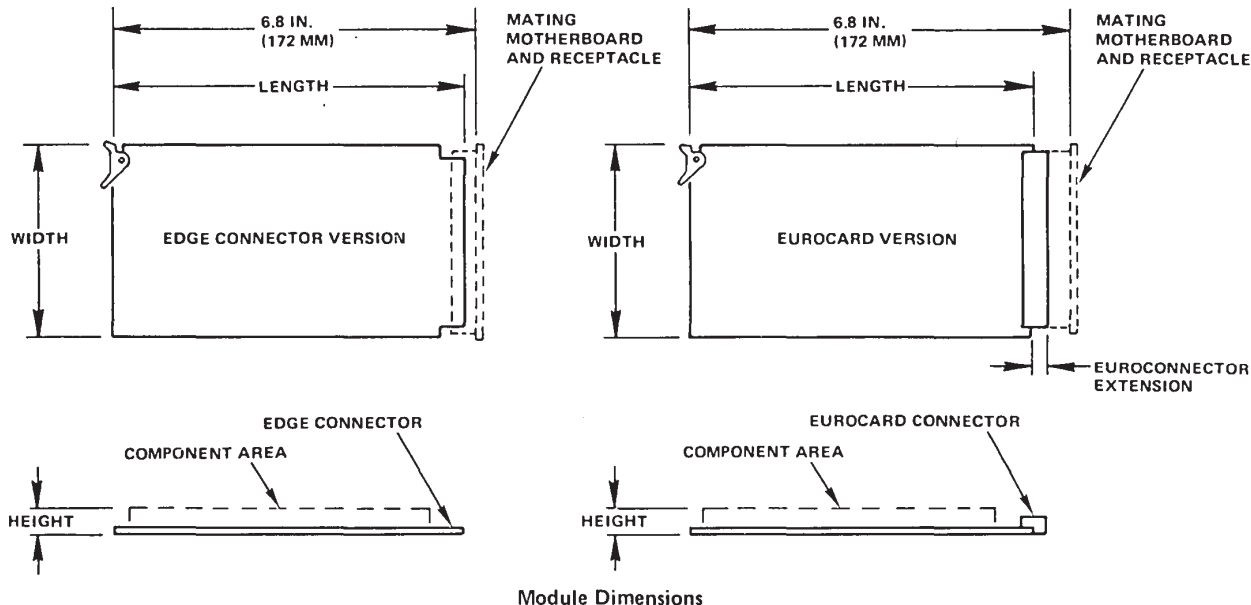 6.8 IN.
(172 MM)
MATING
MOTHERBOARD
AND RECEPTACLE
LENGTH
WIDTH
EDGE CONNECTOR VERSION
6.8 IN.
(172 MM)
MATING
MOTHERBOARD
AND RECEPTACLE
LENGTH
WIDTH
EUROCARD VERSION
EUROCONNECTOR
EXTENSION
EDGE CONNECTOR
COMPONENT AREA
HEIGHT
EUROCARD CONNECTOR
COMPONENT AREA
HEIGHT
Module Dimensions